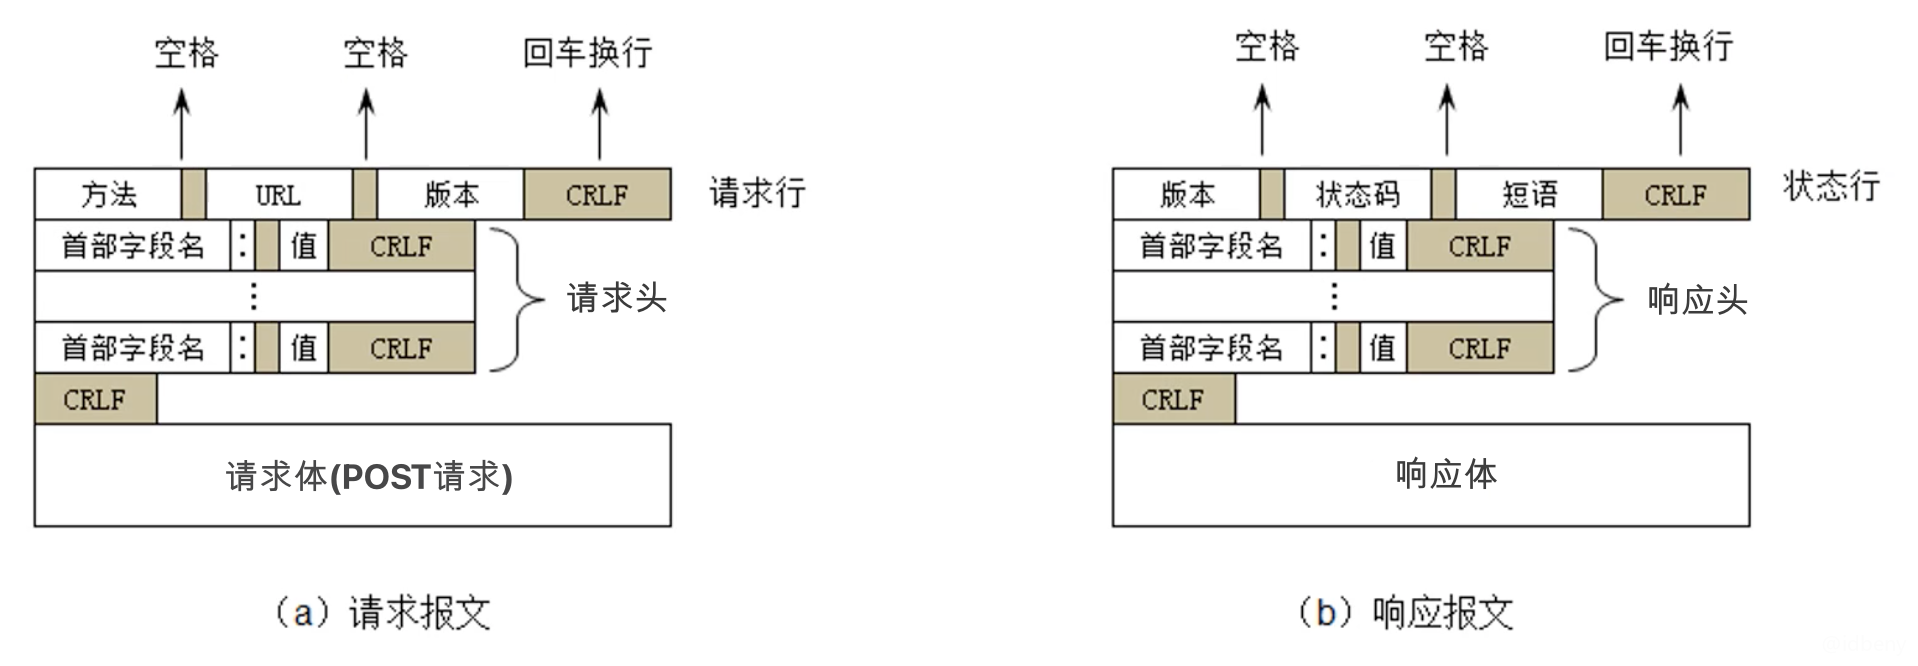 空格 空格 回车换行
方法 URL 版本 CRLF 请求行
首部字段名 : 值 CRLF
⋮
请求头
首部字段名 : 值 CRLF
CRLF
请求体(POST请求)
(a) 请求报文
空格 空格 回车换行
版本 状态码 短语 CRLF 状态行
首部字段名 : 值 CRLF
⋮
响应头
首部字段名 : 值 CRLF
CRLF
响应体
(b) 响应报文